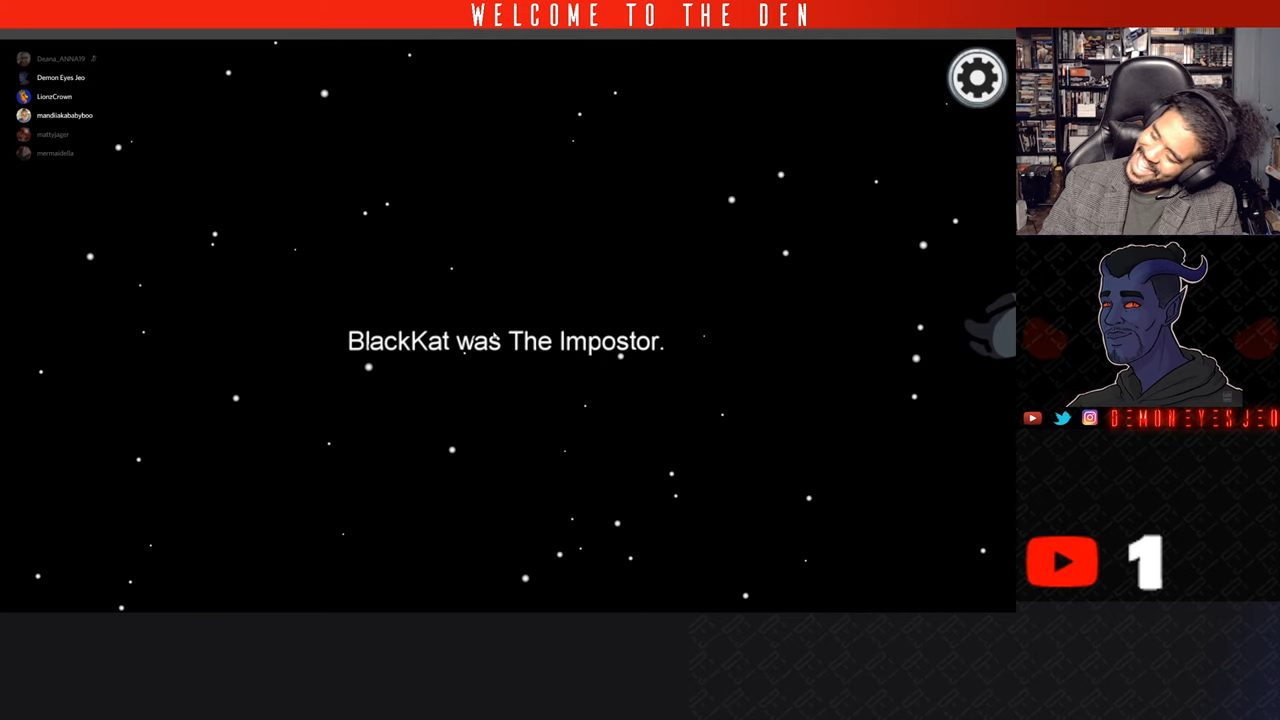 WELCOME TO THE DEN
Deana_ANNA19
Demon Eyes Jeo
LionzCrown
mandiiakababyboo
mattyjager
mermaidella
BlackKat was The Impostor.
DEMONEYESJEO
1